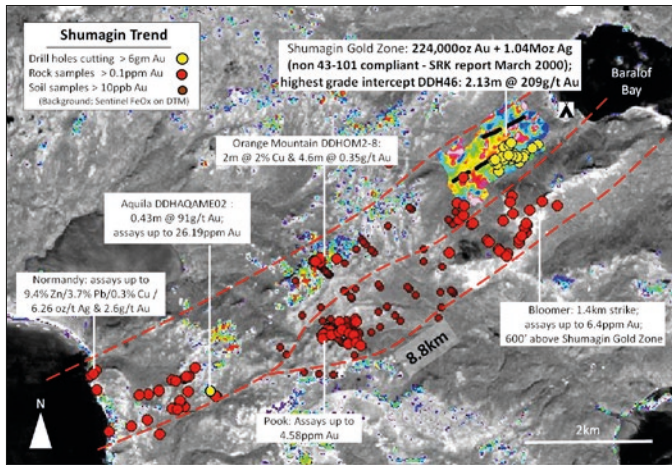 Shumagin Trend
Drill holes cutting > 6gm Au
Rock samples > 0.1ppm Au
Soil samples > 10ppb Au
(Background: Sentinel FeOx on DTM)
Shumagin Gold Zone: 224,000oz Au + 1.04Moz Ag
(non 43-101 compliant - SRK report March 2000);
highest grade intercept DDH46: 2.13m @ 209g/t Au
Baralof
Bay
Orange Mountain DDHOM2-8:
2m @ 2% Cu & 4.6m @ 0.35g/t Au
Aquila DDHAQAME02 :
0.43m @ 91g/t Au;
assays up to 26.19ppm Au
Normandy: assays up to
9.4% Zn/3.7% Pb/0.3% Cu /
6.26 oz/t Ag & 2.6g/t Au
Bloomer: 1.4km strike;
assays up to 6.4ppm Au;
600' above Shumagin Gold Zone
8.8km
Pook: Assays up to
4.58ppm Au
N
2km